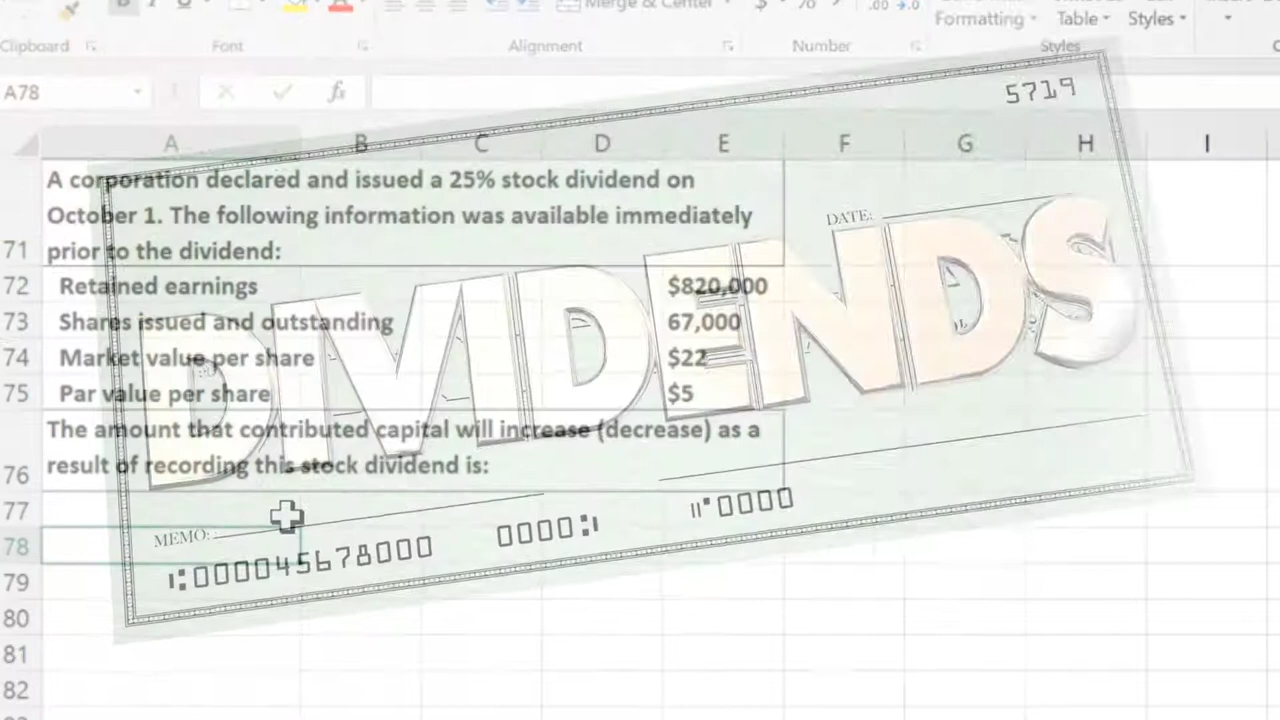 Merge & Center
$ % ,
.00
Formatting Table Styles
Clipboard Font Alignment Number Styles
A78 fx
5719
A B C D E F G H I
A corporation declared and issued a 25% stock dividend on
October 1. The following information was available immediately
71 prior to the dividend:
DATE:
72 Retained earnings $820,000
73 Shares issued and outstanding 67,000
74 Market value per share $22
75 Par value per share $5
DIVIDENDS
The amount that contributed capital will increase (decrease) as a
76 result of recording this stock dividend is:
77
MEMO:
78
⑆000045678000 0000⑆ ⑈0000
79
80
81
82